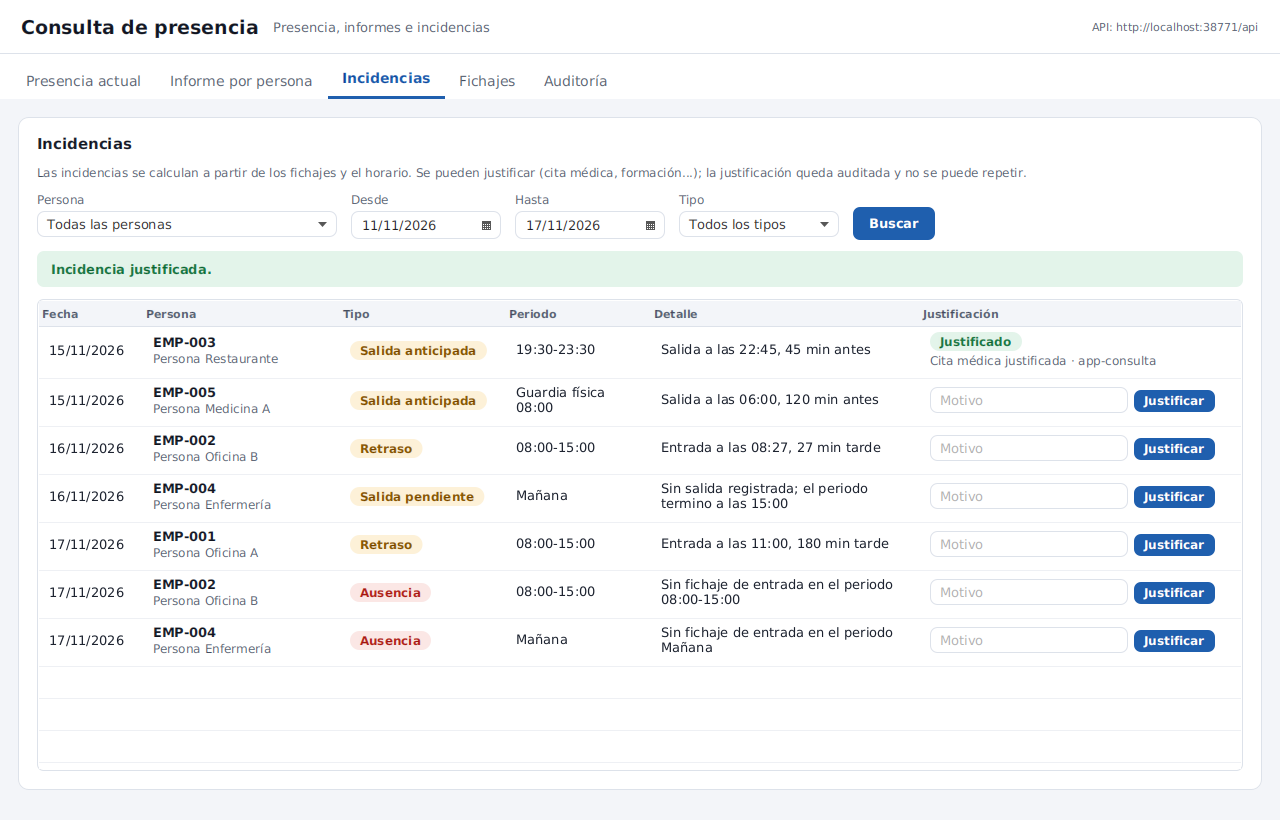 Consulta de presencia Presencia, informes e incidencias API: http://localhost:38771/api
Presencia actual Informe por persona Incidencias Fichajes Auditoría
Incidencias
Las incidencias se calculan a partir de los fichajes y el horario. Se pueden justificar (cita médica, formación...); la justificación queda auditada y no se puede repetir.
Persona Desde Hasta Tipo
Todas las personas 11/11/2026 17/11/2026 Todos los tipos Buscar
Incidencia justificada.
Fecha Persona Tipo Periodo Detalle Justificación
15/11/2026 EMP-003 Salida anticipada 19:30-23:30 Salida a las 22:45, 45 min antes Justificado
Persona Restaurante Cita médica justificada · app-consulta
15/11/2026 EMP-005 Salida anticipada Guardia física Salida a las 06:00, 120 min antes Motivo Justificar
Persona Medicina A 08:00
16/11/2026 EMP-002 Retraso 08:00-15:00 Entrada a las 08:27, 27 min tarde Motivo Justificar
Persona Oficina B
16/11/2026 EMP-004 Salida pendiente Mañana Sin salida registrada; el periodo Motivo Justificar
Persona Enfermería termino a las 15:00
17/11/2026 EMP-001 Retraso 08:00-15:00 Entrada a las 11:00, 180 min tarde Motivo Justificar
Persona Oficina A
17/11/2026 EMP-002 Ausencia 08:00-15:00 Sin fichaje de entrada en el periodo Motivo Justificar
Persona Oficina B 08:00-15:00
17/11/2026 EMP-004 Ausencia Mañana Sin fichaje de entrada en el periodo Motivo Justificar
Persona Enfermería Mañana